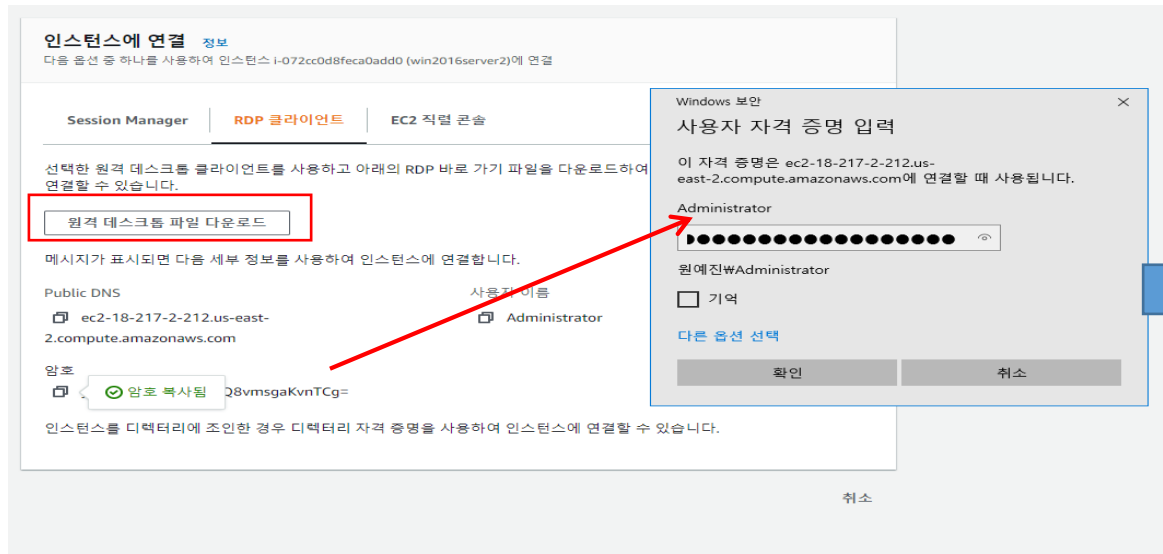 인스턴스에 연결 정보
다음 옵션 중 하나를 사용하여 인스턴스 i-072cc0d8feca0add0 (win2016server2)에 연결
Session Manager
RDP 클라이언트
EC2 직렬 콘솔
선택한 원격 데스크톱 클라이언트를 사용하고 아래의 RDP 바로 가기 파일을 다운로드하여
연결할 수 있습니다.
원격 데스크톱 파일 다운로드
메시지가 표시되면 다음 세부 정보를 사용하여 인스턴스에 연결합니다.
Public DNS
ec2-18-217-2-212.us-east-
2.compute.amazonaws.com
사용자 이름
Administrator
암호
암호 복사됨
Q8vmsgaKvnTCg=
인스턴스를 디렉터리에 조인한 경우 디렉터리 자격 증명을 사용하여 인스턴스에 연결할 수 있습니다.
취소
Windows 보안
사용자 자격 증명 입력
이 자격 증명은 ec2-18-217-2-212.us-
east-2.compute.amazonaws.com에 연결할 때 사용됩니다.
Administrator
원예진₩Administrator
기억
다른 옵션 선택
확인
취소